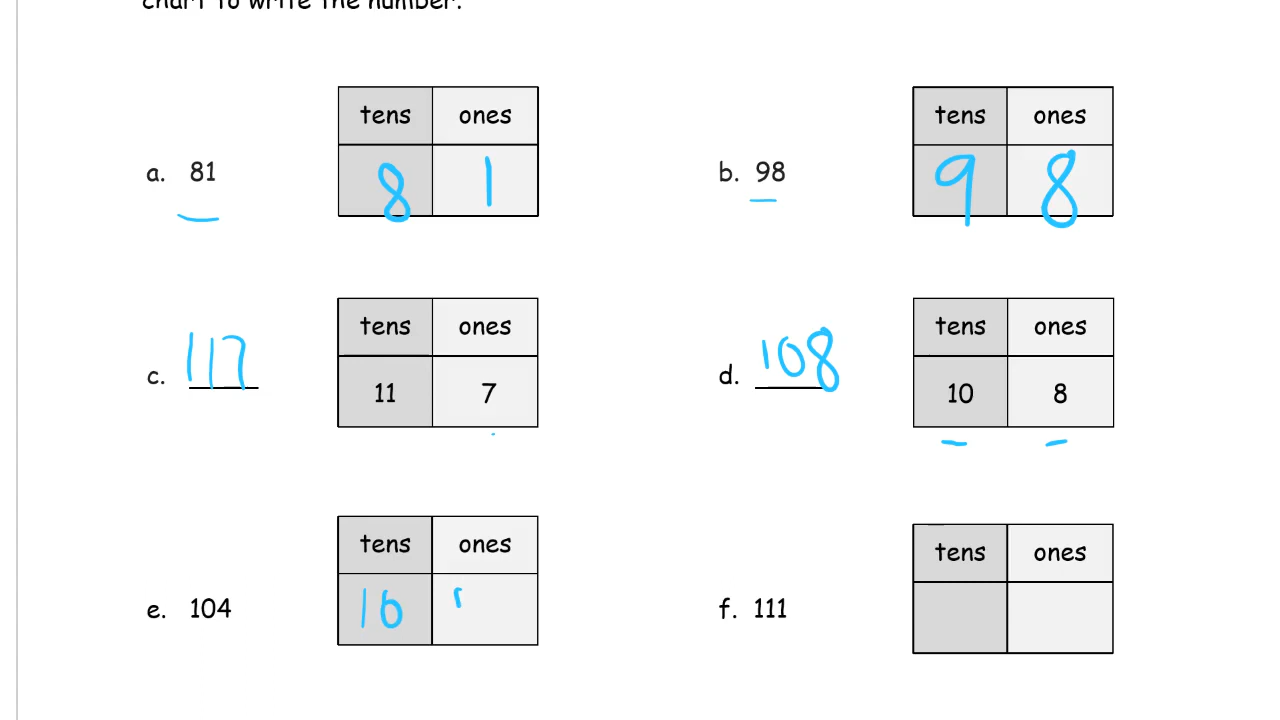 chart to write the number.
tens ones tens ones
a. 81 8 1 b. 98 9 8
tens ones tens ones
c. 117 11 7 d. 108 10 8
tens ones tens ones
e. 104 10 f. 111